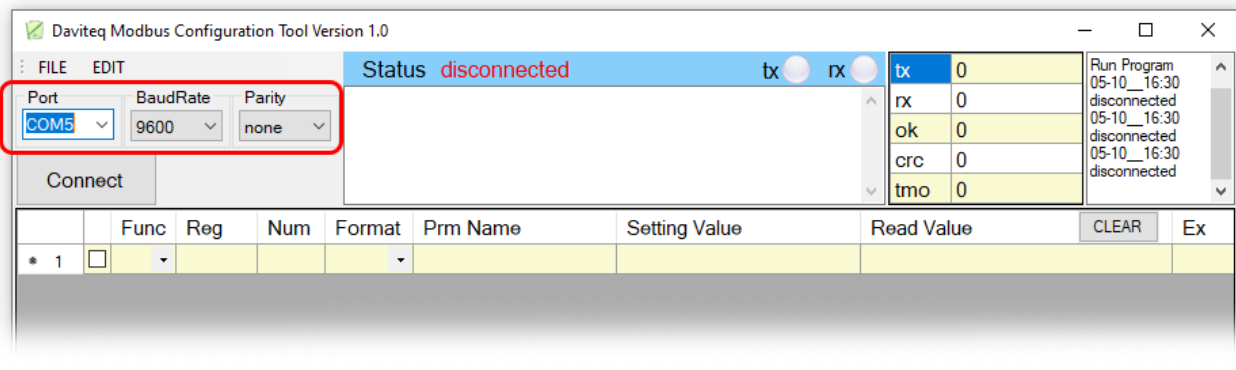 Daviteq Modbus Configuration Tool Version 1.0
FILE EDIT
Port BaudRate Parity
COM5 9600 none
Connect
Status disconnected tx rx
tx 0
rx 0
ok 0
crc 0
tmo 0
Run Program
05-10__16:30
disconnected
05-10__16:30
disconnected
05-10__16:30
disconnected
Func Reg Num Format Prm Name Setting Value Read Value CLEAR Ex
* 1